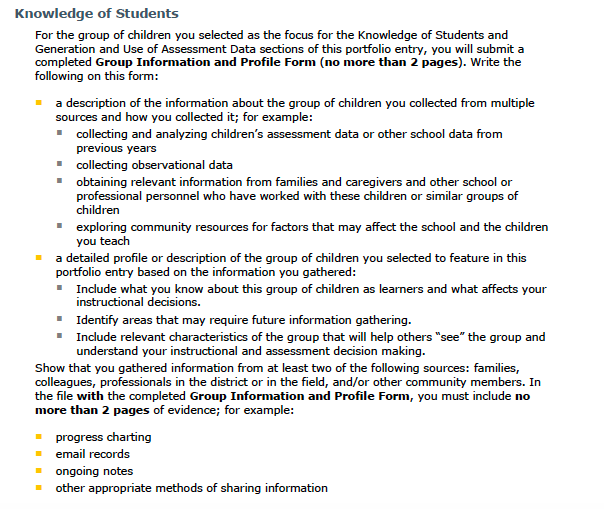 Knowledge of Students
For the group of children you selected as the focus for the Knowledge of Students and
Generation and Use of Assessment Data sections of this portfolio entry, you will submit a
completed Group Information and Profile Form (no more than 2 pages). Write the
following on this form:
a description of the information about the group of children you collected from multiple
sources and how you collected it; for example:
collecting and analyzing children's assessment data or other school data from
previous years
collecting observational data
obtaining relevant information from families and caregivers and other school or
professional personnel who have worked with these children or similar groups of
children
exploring community resources for factors that may affect the school and the children
you teach
a detailed profile or description of the group of children you selected to feature in this
portfolio entry based on the information you gathered:
Include what you know about this group of children as learners and what affects your
instructional decisions.
Identify areas that may require future information gathering.
Include relevant characteristics of the group that will help others "see" the group and
understand your instructional and assessment decision making.
Show that you gathered information from at least two of the following sources: families,
colleagues, professionals in the district or in the field, and/or other community members. In
the file with the completed Group Information and Profile Form, you must include no
more than 2 pages of evidence; for example:
progress charting
email records
ongoing notes
other appropriate methods of sharing information